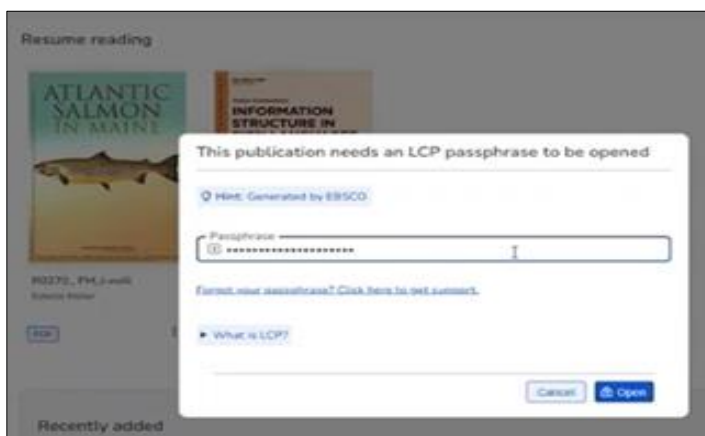 Resume reading
ATLANTIC
SALMON
IN MAINE
INFORMATION
STRUCTURE IN
This publication needs an LCP passphrase to be opened
Hint: Generated by EBSCO
Passphrase
Forgot your passphrase? Click here to get support.
What is LCP?
Cancel
Open
Recently added